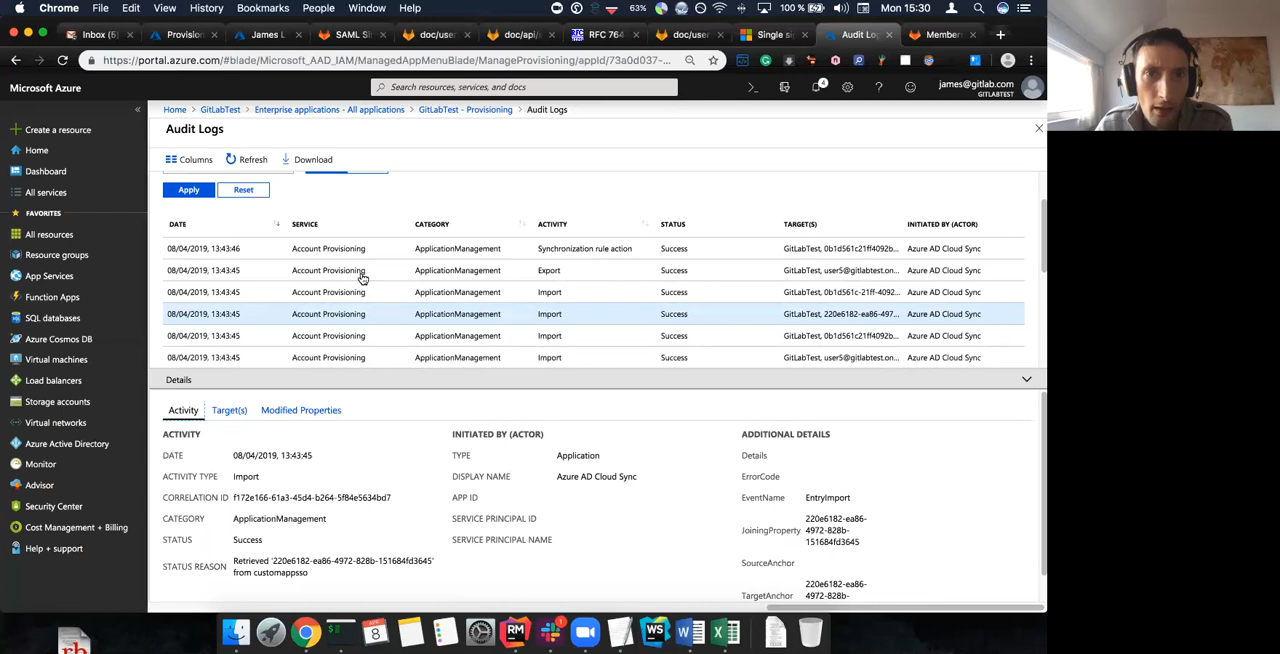 Chrome File Edit View History Bookmarks People Window Help 63% 100% Mon 15:30
Inbox (5) Provision James L SAML Si doc/use doc/api/ RFC 764 doc/use Single sig Audit Log Member
https://portal.azure.com/#blade/Microsoft_AAD_IAM/ManagedAppMenuBlade/ManageProvisioning/appId/73a0d037-...
Microsoft Azure
Search resources, services, and docs
4
james@gitlab.com
GITLABTEST
Home GitLabTest Enterprise applications - All applications GitLabTest - Provisioning Audit Logs
Audit Logs
Columns Refresh Download
Apply Reset
Create a resource
Home
Dashboard
All services
FAVORITES
All resources
Resource groups
App Services
Function Apps
SQL databases
Azure Cosmos DB
Virtual machines
Load balancers
Storage accounts
Virtual networks
Azure Active Directory
Monitor
Advisor
Security Center
Cost Management + Billing
Help + support
DATE SERVICE CATEGORY ACTIVITY STATUS TARGET(S) INITIATED BY (ACTOR)
08/04/2019, 13:43:46 Account Provisioning ApplicationManagement Synchronization rule action Success GitLabTest, 0b1d561c21ff4092b... Azure AD Cloud Sync
08/04/2019, 13:43:45 Account Provisioning ApplicationManagement Export Success GitLabTest, user5@gitlabtest.on... Azure AD Cloud Sync
08/04/2019, 13:43:45 Account Provisioning ApplicationManagement Import Success GitLabTest, 0b1d561c-21ff-4092... Azure AD Cloud Sync
08/04/2019, 13:43:45 Account Provisioning ApplicationManagement Import Success GitLabTest, 220e6182-ea86-497... Azure AD Cloud Sync
08/04/2019, 13:43:45 Account Provisioning ApplicationManagement Import Success GitLabTest, 0b1d561c21ff4092b... Azure AD Cloud Sync
08/04/2019, 13:43:45 Account Provisioning ApplicationManagement Import Success GitLabTest, user5@gitlabtest.on... Azure AD Cloud Sync
Details
Activity Target(s) Modified Properties
ACTIVITY
DATE 08/04/2019, 13:43:45
ACTIVITY TYPE Import
CORRELATION ID f172e166-61a3-45d4-b264-5f84e5634bd7
CATEGORY ApplicationManagement
STATUS Success
STATUS REASON Retrieved '220e6182-ea86-4972-828b-151684fd3645'
from customappsso
INITIATED BY (ACTOR)
TYPE Application
DISPLAY NAME Azure AD Cloud Sync
APP ID
SERVICE PRINCIPAL ID
SERVICE PRINCIPAL NAME
ADDITIONAL DETAILS
Details
ErrorCode
EventName EntryImport
JoiningProperty 220e6182-ea86-
4972-828b-
151684fd3645
SourceAnchor
TargetAnchor 220e6182-ea86-
4972-828b-
APR
8
RM
1
WS
rb